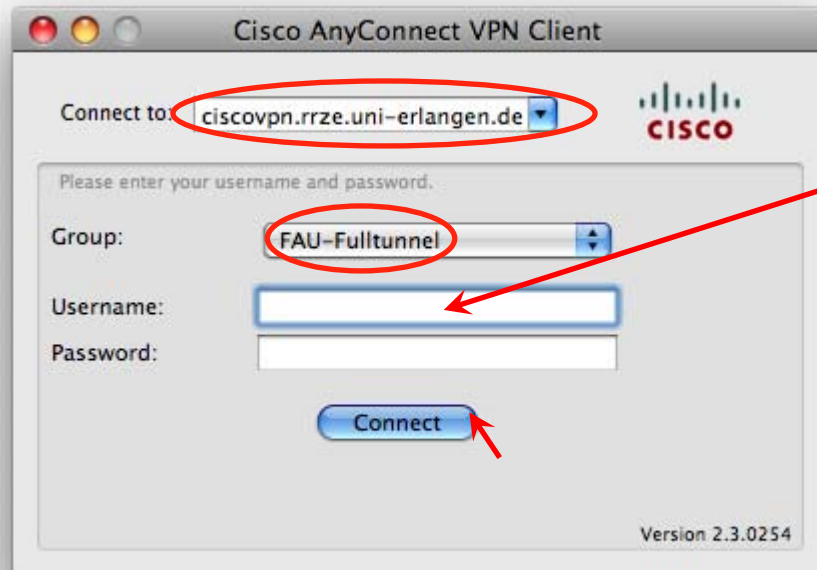 Cisco AnyConnect VPN Client
Connect to: ciscovpn.rrze.uni-erlangen.de
CISCO
Please enter your username and password.
Group: FAU-Fulltunnel
Username:
Password:
Connect
Version 2.3.0254